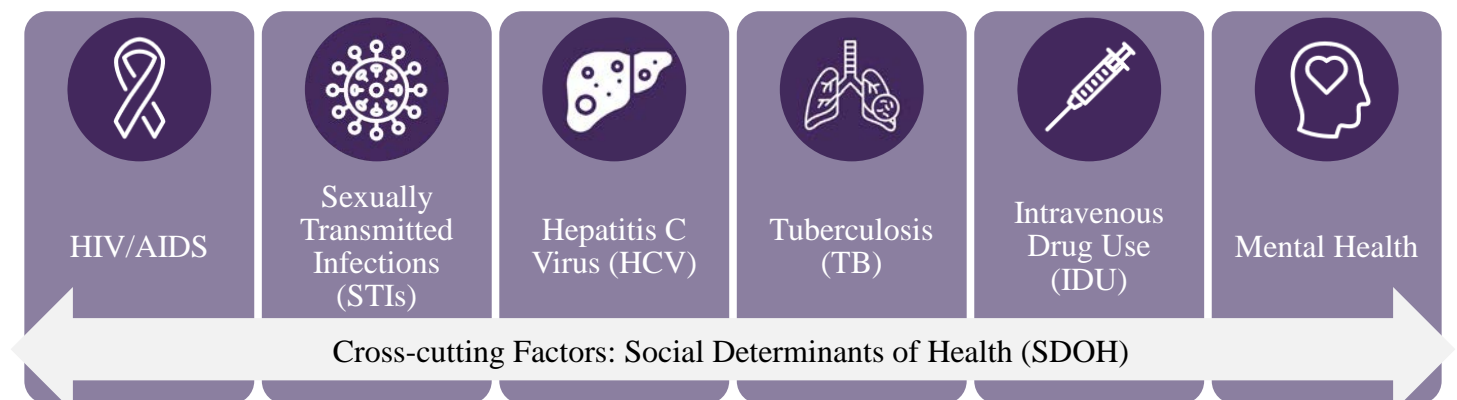 HIV/AIDS
Sexually
Transmitted
Infections
(STIs)
Hepatitis C
Virus (HCV)
Tuberculosis
(TB)
Intravenous
Drug Use
(IDU)
Mental Health
Cross-cutting Factors: Social Determinants of Health (SDOH)